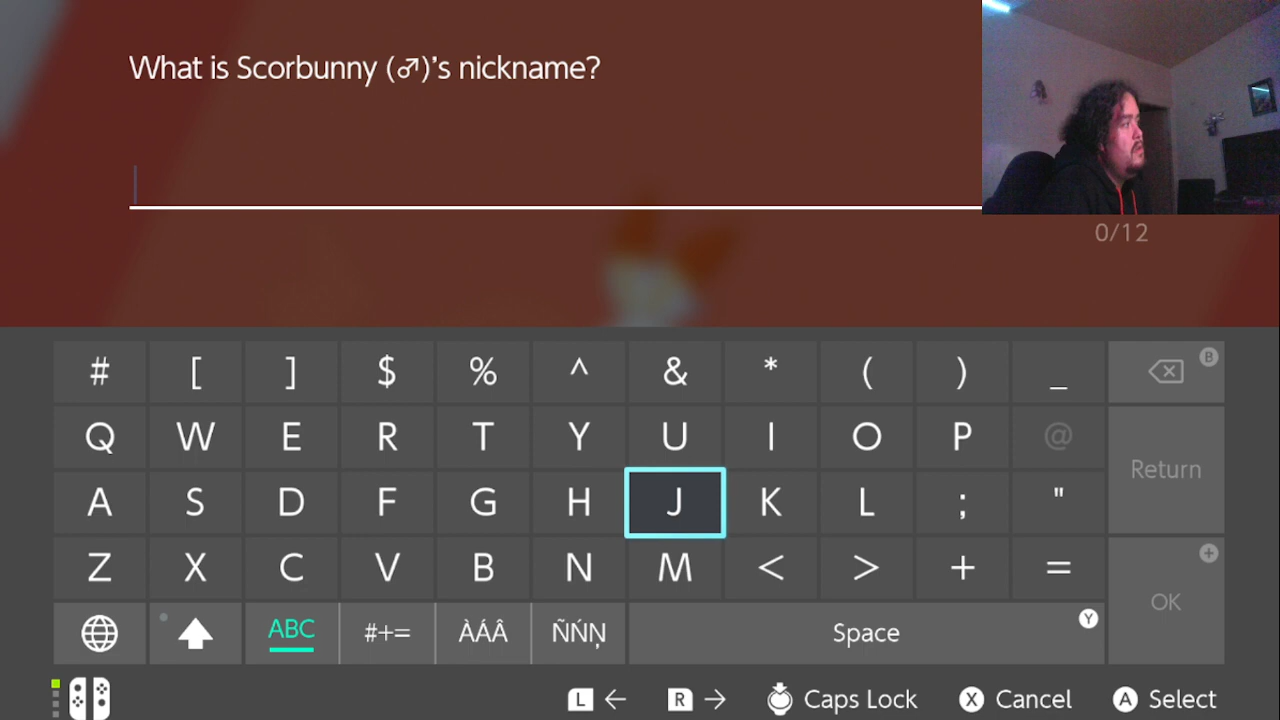 What is Scorbunny (♂)'s nickname?
0/12
# [ ] $ % ^ & * ( ) _ B
Q W E R T Y U I O P @
Return
A S D F G H J K L ; "
Z X C V B N M < > + = +
OK
ABC #+= ÀÁÂ ÑŃŅ Space Y
L ← R → Caps Lock X Cancel A Select